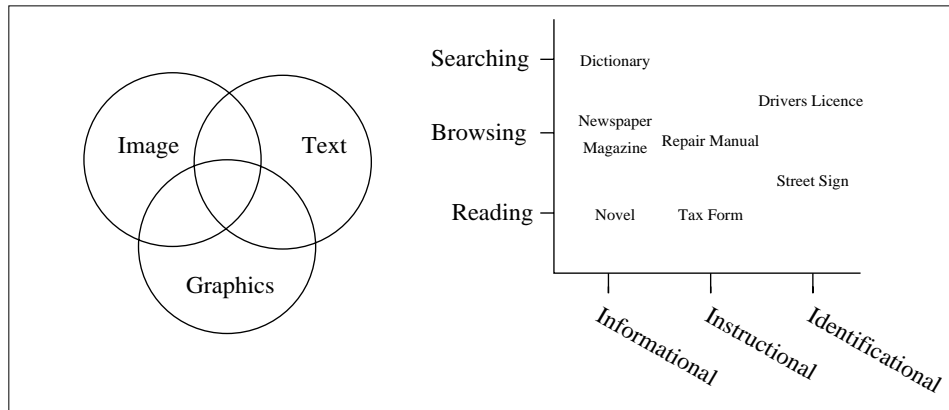 Image
Text
Graphics
Searching
Browsing
Reading
Dictionary
Drivers Licence
Newspaper
Magazine
Repair Manual
Street Sign
Novel
Tax Form
Informational
Instructional
Identificational